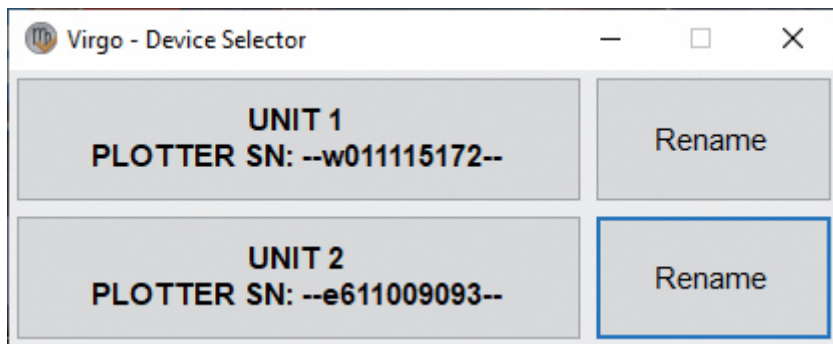 Virgo - Device Selector
UNIT 1
PLOTTER SN: --w011115172--
Rename
UNIT 2
PLOTTER SN: --e611009093--
Rename